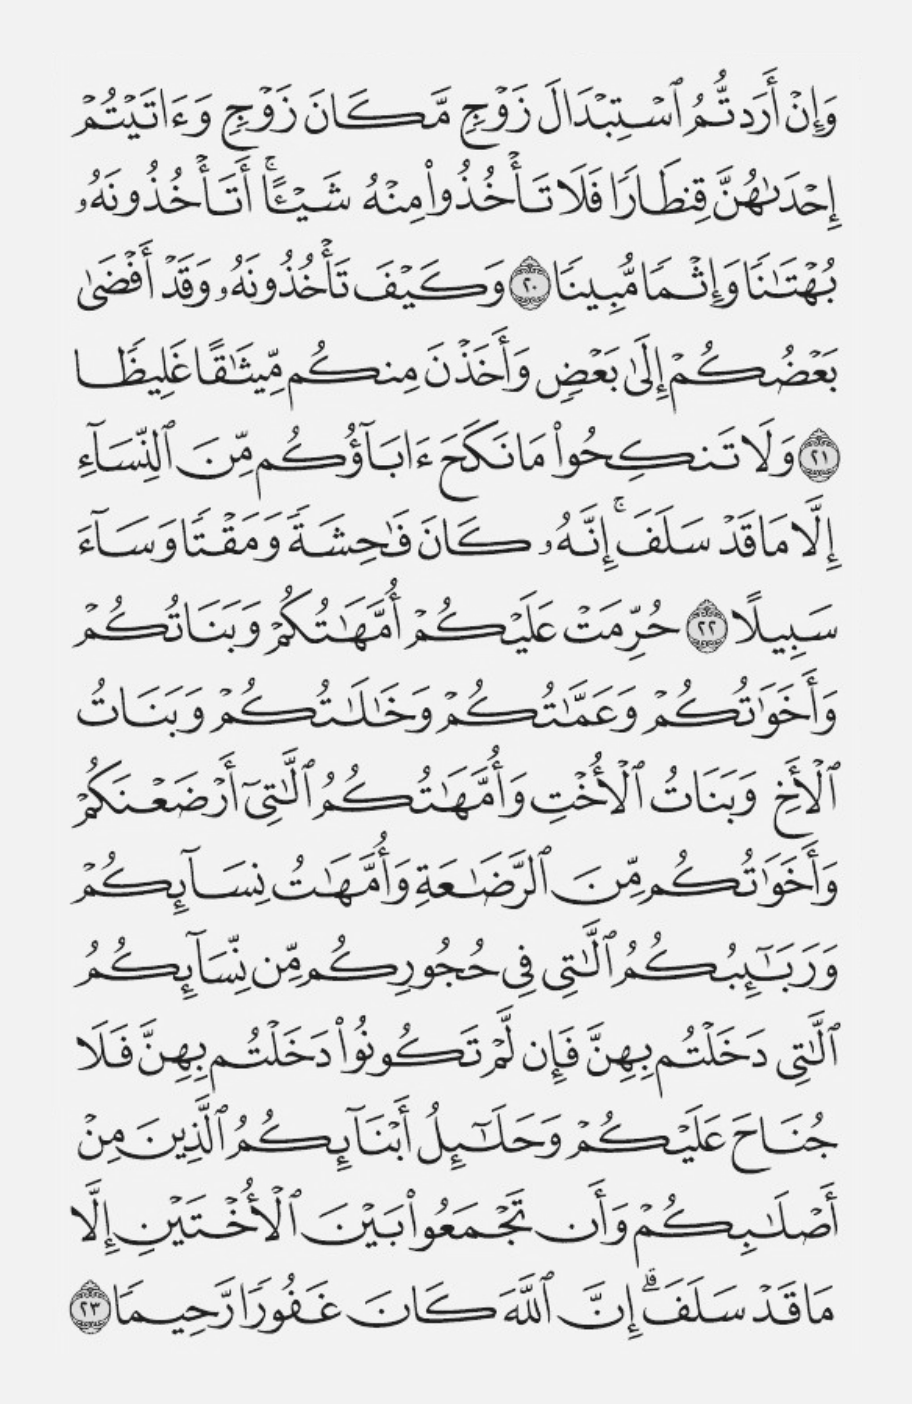 وَإِنْ أَرَدتُّمُ ٱسْتِبْدَالَ زَوْجٍ مَّكَانَ زَوْجٍ وَءَاتَيْتُمْ
إِحْدَىٰهُنَّ قِنطَارًا فَلَا تَأْخُذُوا۟ مِنْهُ شَيْـًٔا ۚ أَتَأْخُذُونَهُۥ
بُهْتَـٰنًا وَإِثْمًا مُّبِينًا ٢٠ وَكَيْفَ تَأْخُذُونَهُۥ وَقَدْ أَفْضَىٰ
بَعْضُكُمْ إِلَىٰ بَعْضٍ وَأَخَذْنَ مِنكُم مِّيثَـٰقًا غَلِيظًا
٢١ وَلَا تَنكِحُوا۟ مَا نَكَحَ ءَابَآؤُكُم مِّنَ ٱلنِّسَآءِ
إِلَّا مَا قَدْ سَلَفَ ۚ إِنَّهُۥ كَانَ فَـٰحِشَةً وَمَقْتًا وَسَآءَ
سَبِيلًا ٢٢ حُرِّمَتْ عَلَيْكُمْ أُمَّهَـٰتُكُمْ وَبَنَاتُكُمْ
وَأَخَوَٰتُكُمْ وَعَمَّـٰتُكُمْ وَخَـٰلَـٰتُكُمْ وَبَنَاتُ
ٱلْأَخِ وَبَنَاتُ ٱلْأُخْتِ وَأُمَّهَـٰتُكُمُ ٱلَّـٰتِىٓ أَرْضَعْنَكُمْ
وَأَخَوَٰتُكُم مِّنَ ٱلرَّضَـٰعَةِ وَأُمَّهَـٰتُ نِسَآئِكُمْ
وَرَبَـٰٓئِبُكُمُ ٱلَّـٰتِى فِى حُجُورِكُم مِّن نِّسَآئِكُمُ
ٱلَّـٰتِى دَخَلْتُم بِهِنَّ فَإِن لَّمْ تَكُونُوا۟ دَخَلْتُم بِهِنَّ فَلَا
جُنَاحَ عَلَيْكُمْ وَحَلَـٰٓئِلُ أَبْنَآئِكُمُ ٱلَّذِينَ مِنْ
أَصْلَـٰبِكُمْ وَأَن تَجْمَعُوا۟ بَيْنَ ٱلْأُخْتَيْنِ إِلَّا
مَا قَدْ سَلَفَ ۗ إِنَّ ٱللَّهَ كَانَ غَفُورًا رَّحِيمًا ٢٣